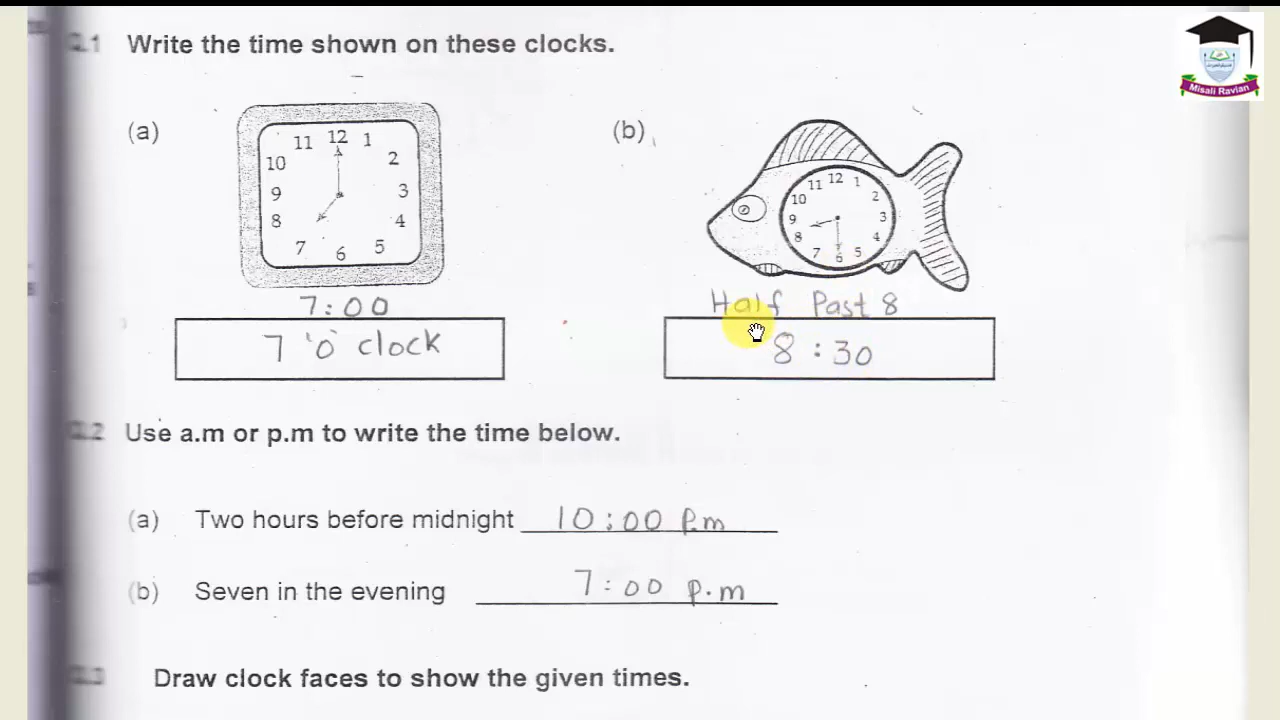 Q.1 Write the time shown on these clocks.
Misali Ravian
(a)
11 12 1
10 2
9 3
8 4
7 6 5
7:00
7 'o' clock
(b)
11 12 1
10 2
9 3
8 4
7 6 5
Half Past 8
8:30
Q.2 Use a.m or p.m to write the time below.
(a) Two hours before midnight 10:00 P.m
(b) Seven in the evening 7:00 p.m
Q.3 Draw clock faces to show the given times.